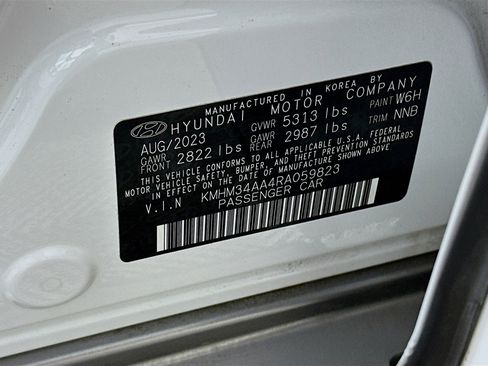 MANUFACTURED IN KOREA BY
HYUNDAI MOTOR COMPANY
AUG/2023 GVWR 5313 lbs PAINT W6H
GAWR FRONT 2822 lbs GAWR REAR 2987 lbs TRIM NNB
THIS VEHICLE CONFORMS TO ALL APPLICABLE U.S.A. FEDERAL
MOTOR VEHICLE SAFETY, BUMPER, AND THEFT PREVENTION
STANDARDS IN EFFECT ON THE DATE OF MANUFACTURE SHOWN ABOVE.
V.I.N KMHM34AA4RA059823
PASSENGER CAR